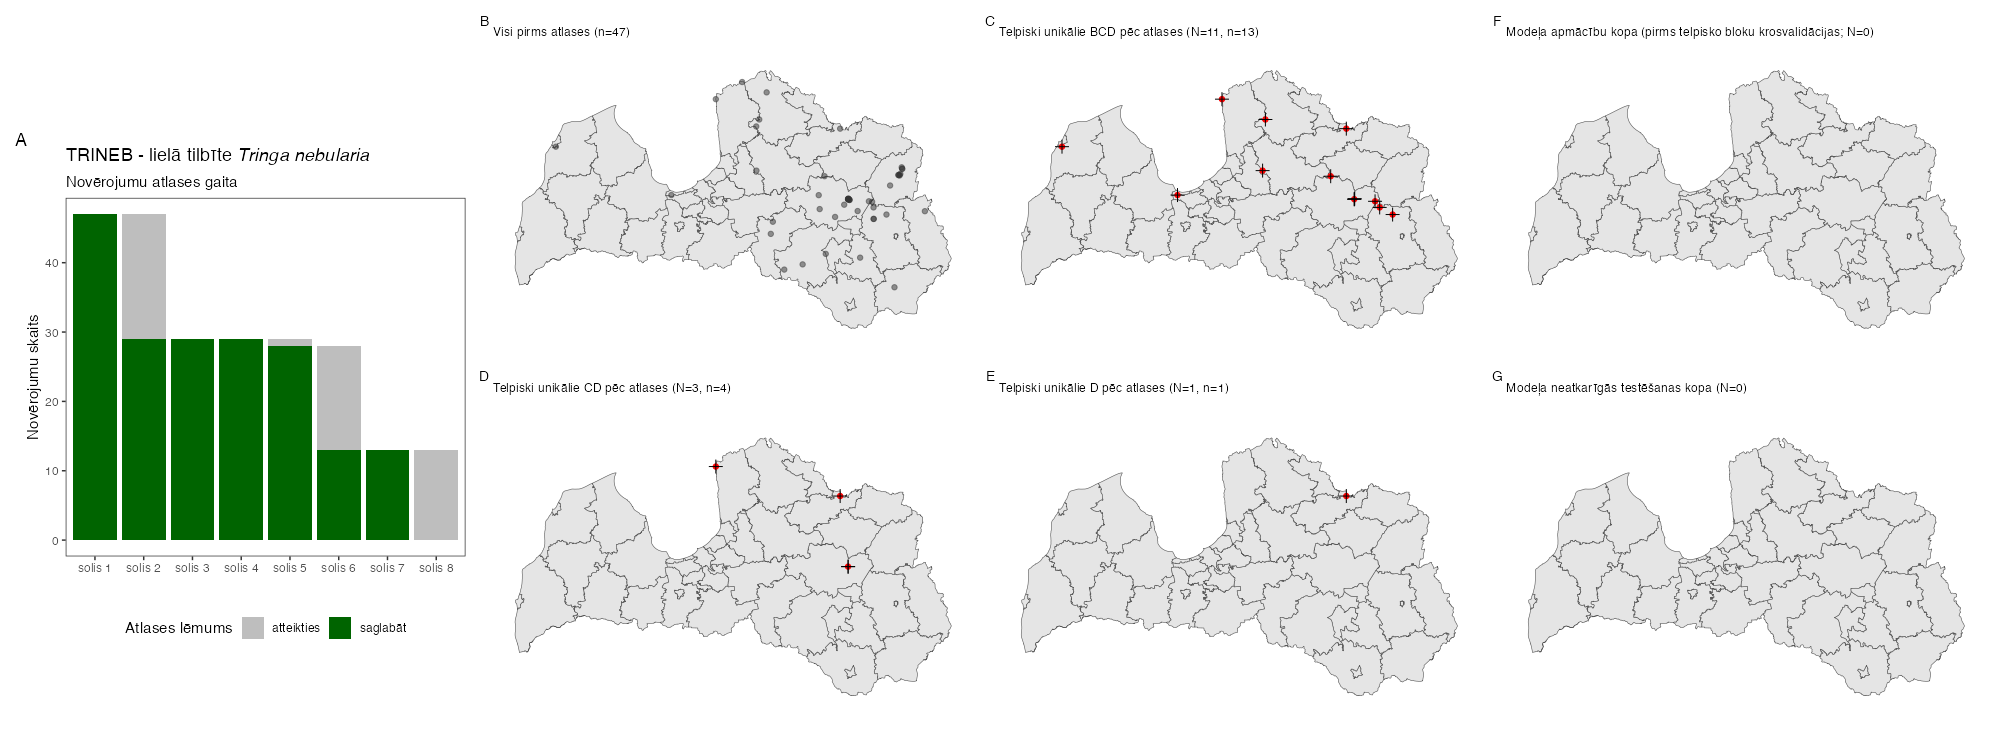 A
TRINEB - lielā tilbīte Tringa nebularia
Novērojumu atlases gaita
Novērojumu skaits
40
30
20
10
0
solis 1 solis 2 solis 3 solis 4 solis 5 solis 6 solis 7 solis 8
Atlases lēmums atteikties saglabāt
B
Visi pirms atlases (n=47)
C
Telpiski unikālie BCD pēc atlases (N=11, n=13)
F
Modeļa apmācību kopa (pirms telpisko bloku krosvalidācijas; N=0)
D
Telpiski unikālie CD pēc atlases (N=3, n=4)
E
Telpiski unikālie D pēc atlases (N=1, n=1)
G
Modeļa neatkarīgās testēšanas kopa (N=0)